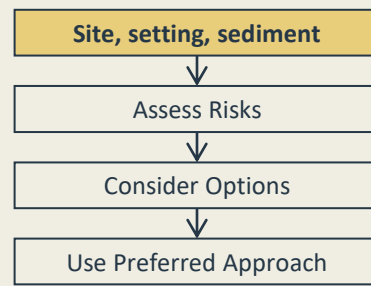 Site, setting, sediment
Assess Risks
Consider Options
Use Preferred Approach